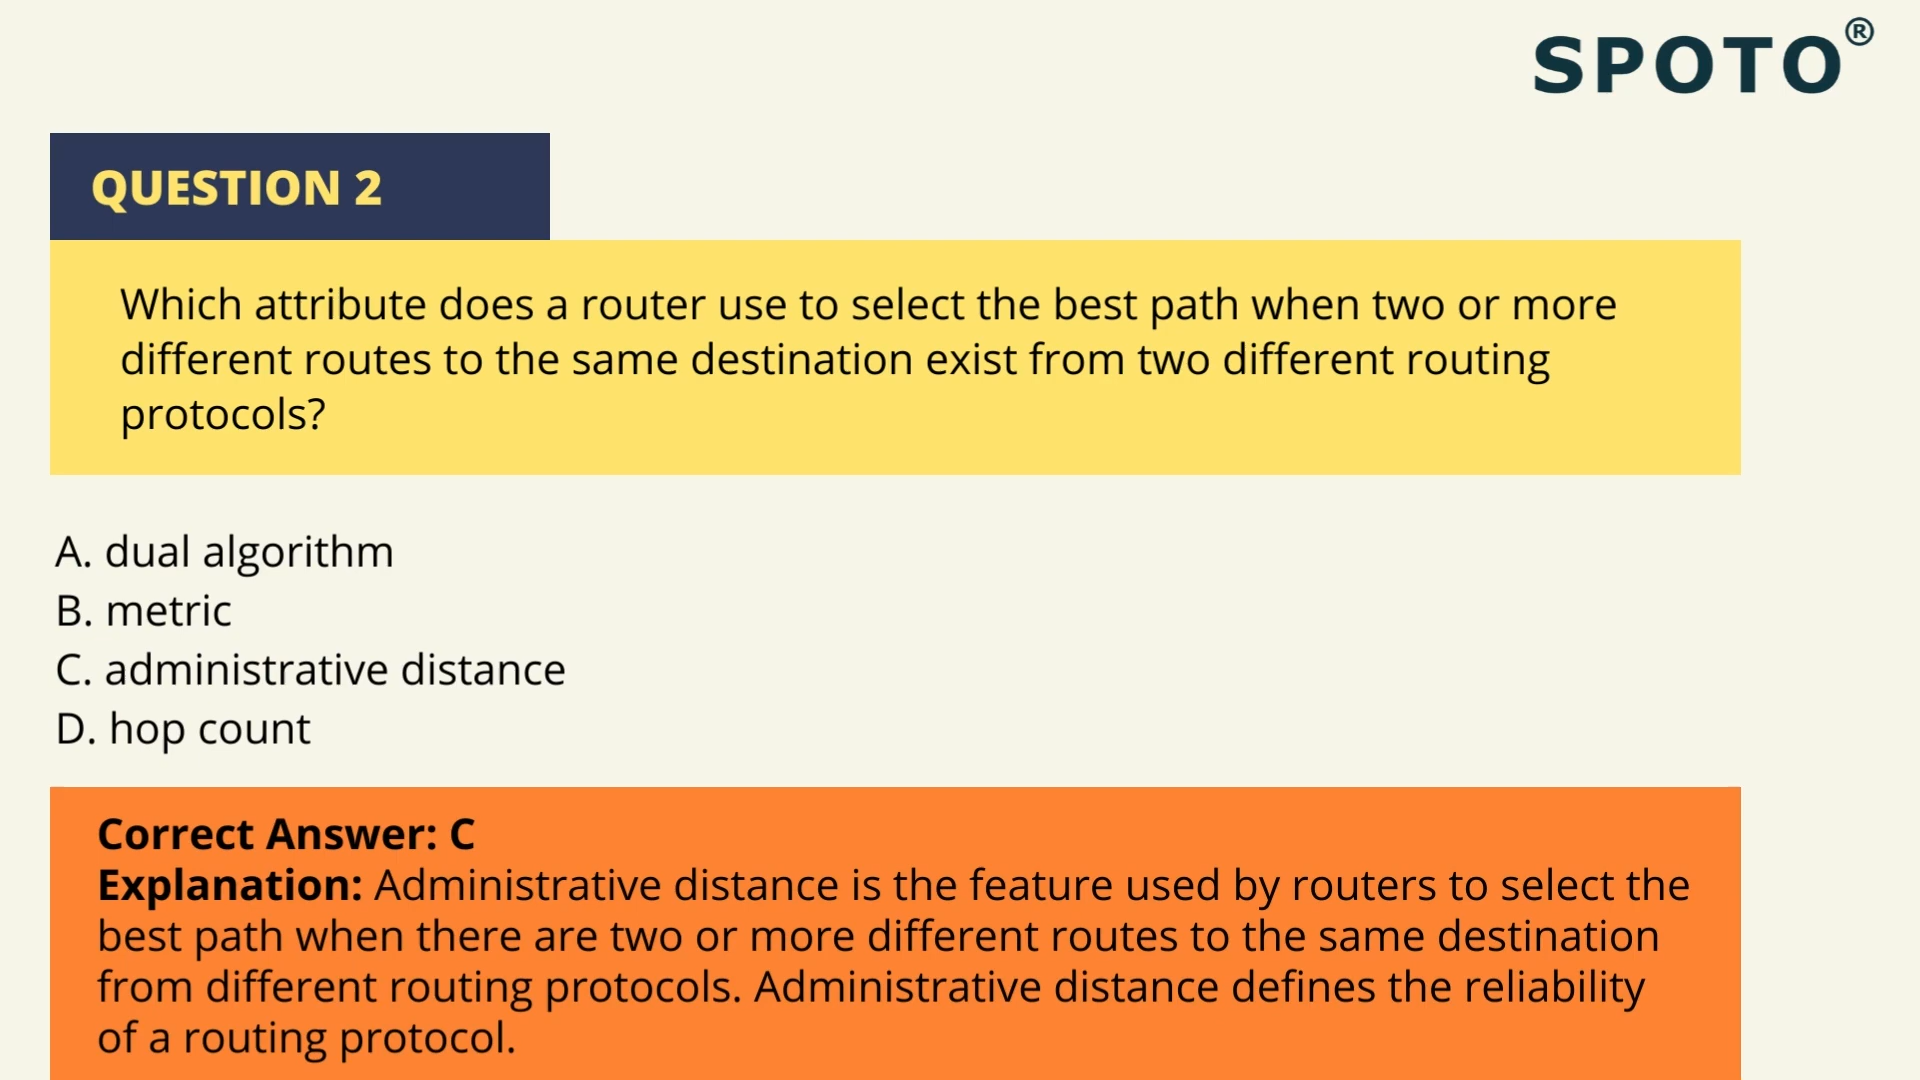 SPOTO®
QUESTION 2
Which attribute does a router use to select the best path when two or more
different routes to the same destination exist from two different routing
protocols?
A. dual algorithm
B. metric
C. administrative distance
D. hop count
Correct Answer: C
Explanation: Administrative distance is the feature used by routers to select the
best path when there are two or more different routes to the same destination
from different routing protocols. Administrative distance defines the reliability
of a routing protocol.